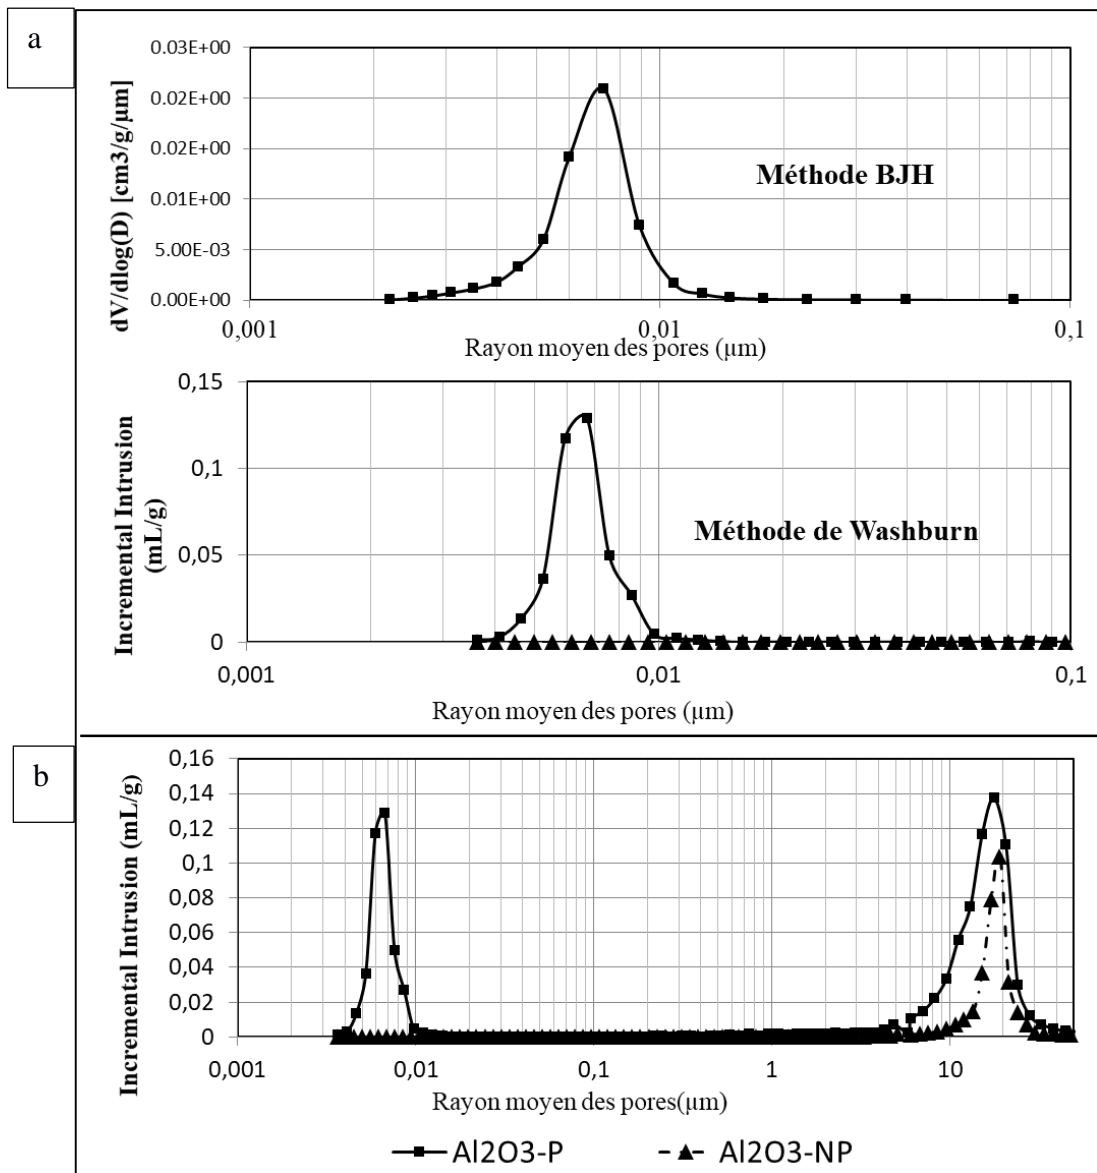 a
dV/dlog(D) [cm3/g/µm]
0.03E+00
0.02E+00
0.02E+00
0.01E+00
5.00E-03
0.00E+00
Méthode BJH
0,001
0,01
0,1
Rayon moyen des pores (µm)
Incremental Intrusion
(mL/g)
0,15
0,1
0,05
0
Méthode de Washburn
0,001
0,01
0,1
Rayon moyen des pores (µm)
b
Incremental Intrusion (mL/g)
0,16
0,14
0,12
0,1
0,08
0,06
0,04
0,02
0
0,001
0,01
0,1
1
10
Rayon moyen des pores(µm)
Al2O3-P
Al2O3-NP